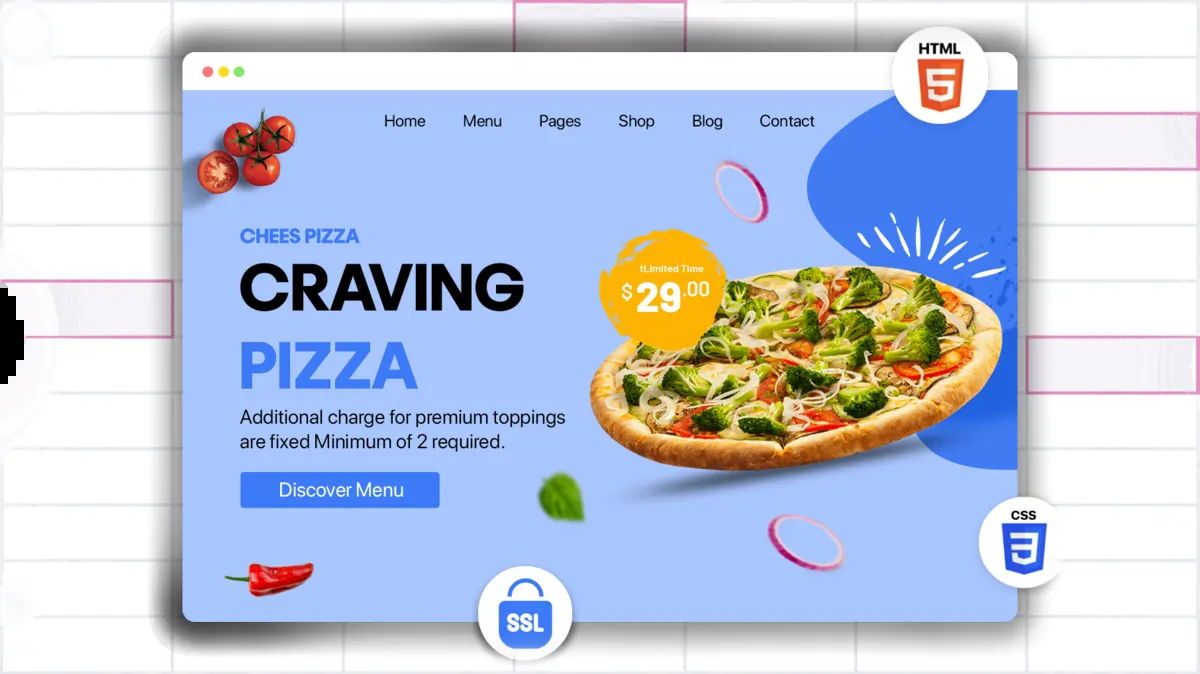 HTML
5
Home Menu Pages Shop Blog Contact
CHEES PIZZA
CRAVING
PIZZA
tLimited Time
$29.00
Additional charge for premium toppings
are fixed Minimum of 2 required.
Discover Menu
CSS
3
SSL